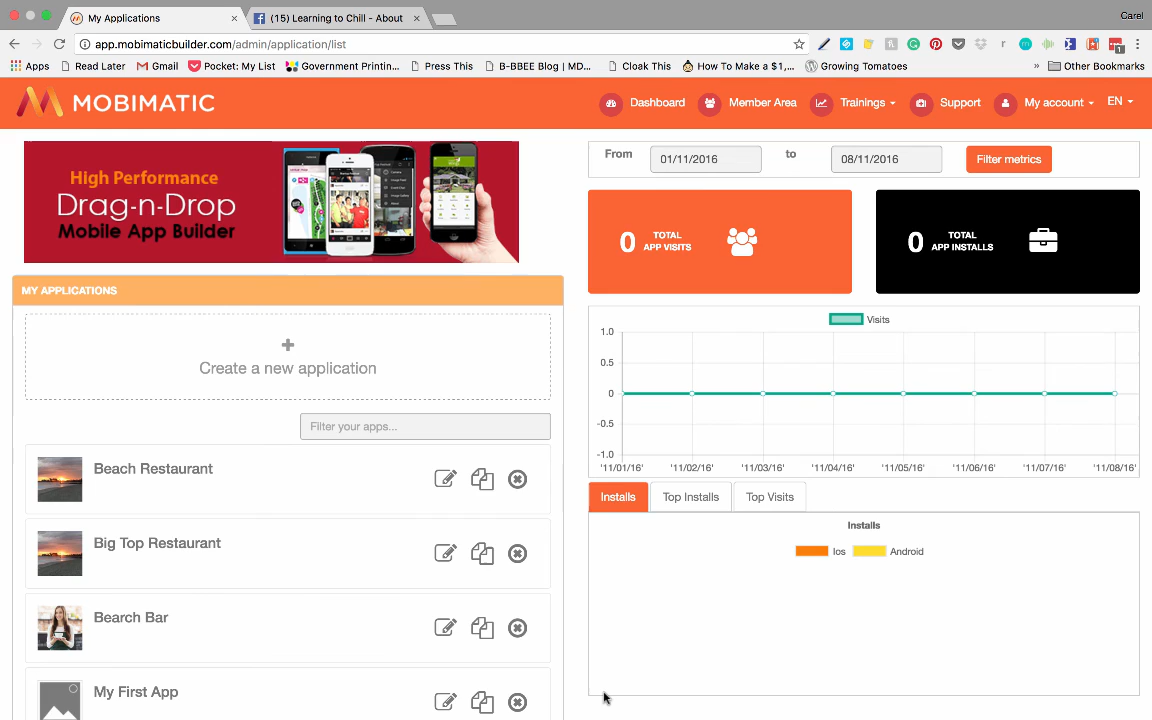 My Applications
(15) Learning to Chill - About
Carel
app.mobimaticbuilder.com/admin/application/list
Apps
Read Later
Gmail
Pocket: My List
Government Printin...
Press This
B-BBEE Blog | MD...
Cloak This
How To Make a $1,...
Growing Tomatoes
»
Other Bookmarks
MOBIMATIC
Dashboard
Member Area
Trainings
Support
My account
EN
High Performance
Drag-n-Drop
Mobile App Builder
From
01/11/2016
to
08/11/2016
Filter metrics
0
TOTAL
APP VISITS
0
TOTAL
APP INSTALLS
MY APPLICATIONS
+
Create a new application
Filter your apps...
Beach Restaurant
Big Top Restaurant
Bearch Bar
My First App
Visits
1.0
0.5
0
-0.5
-1.0
'11/01/16'
'11/02/16'
'11/03/16'
'11/04/16'
'11/05/16'
'11/06/16'
'11/07/16'
'11/08/16'
Installs
Top Installs
Top Visits
Installs
Ios
Android